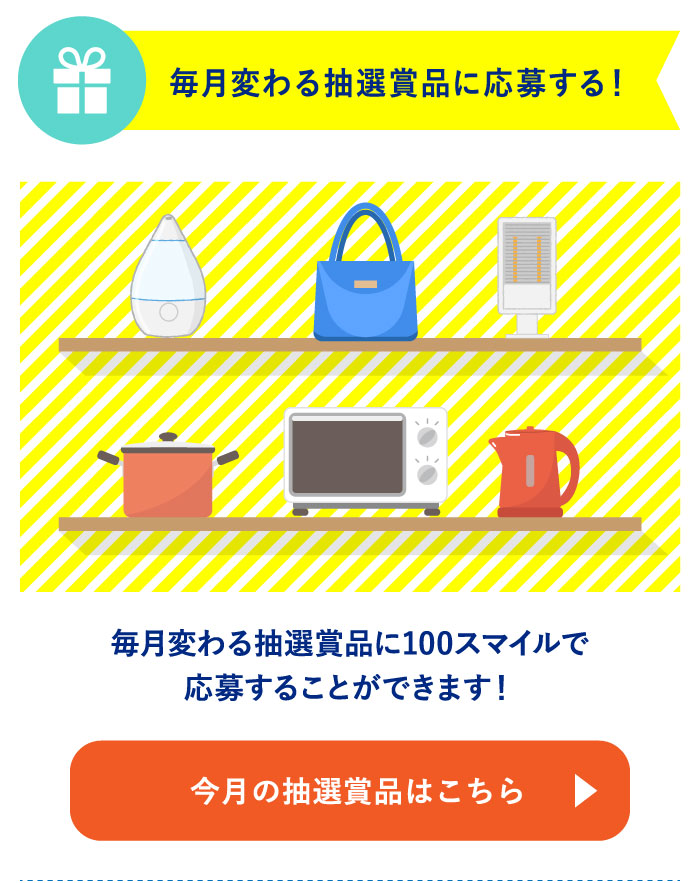 毎月変わる抽選賞品に応募する!
毎月変わる抽選賞品に100スマイルで
応募することができます!
今月の抽選賞品はこちら